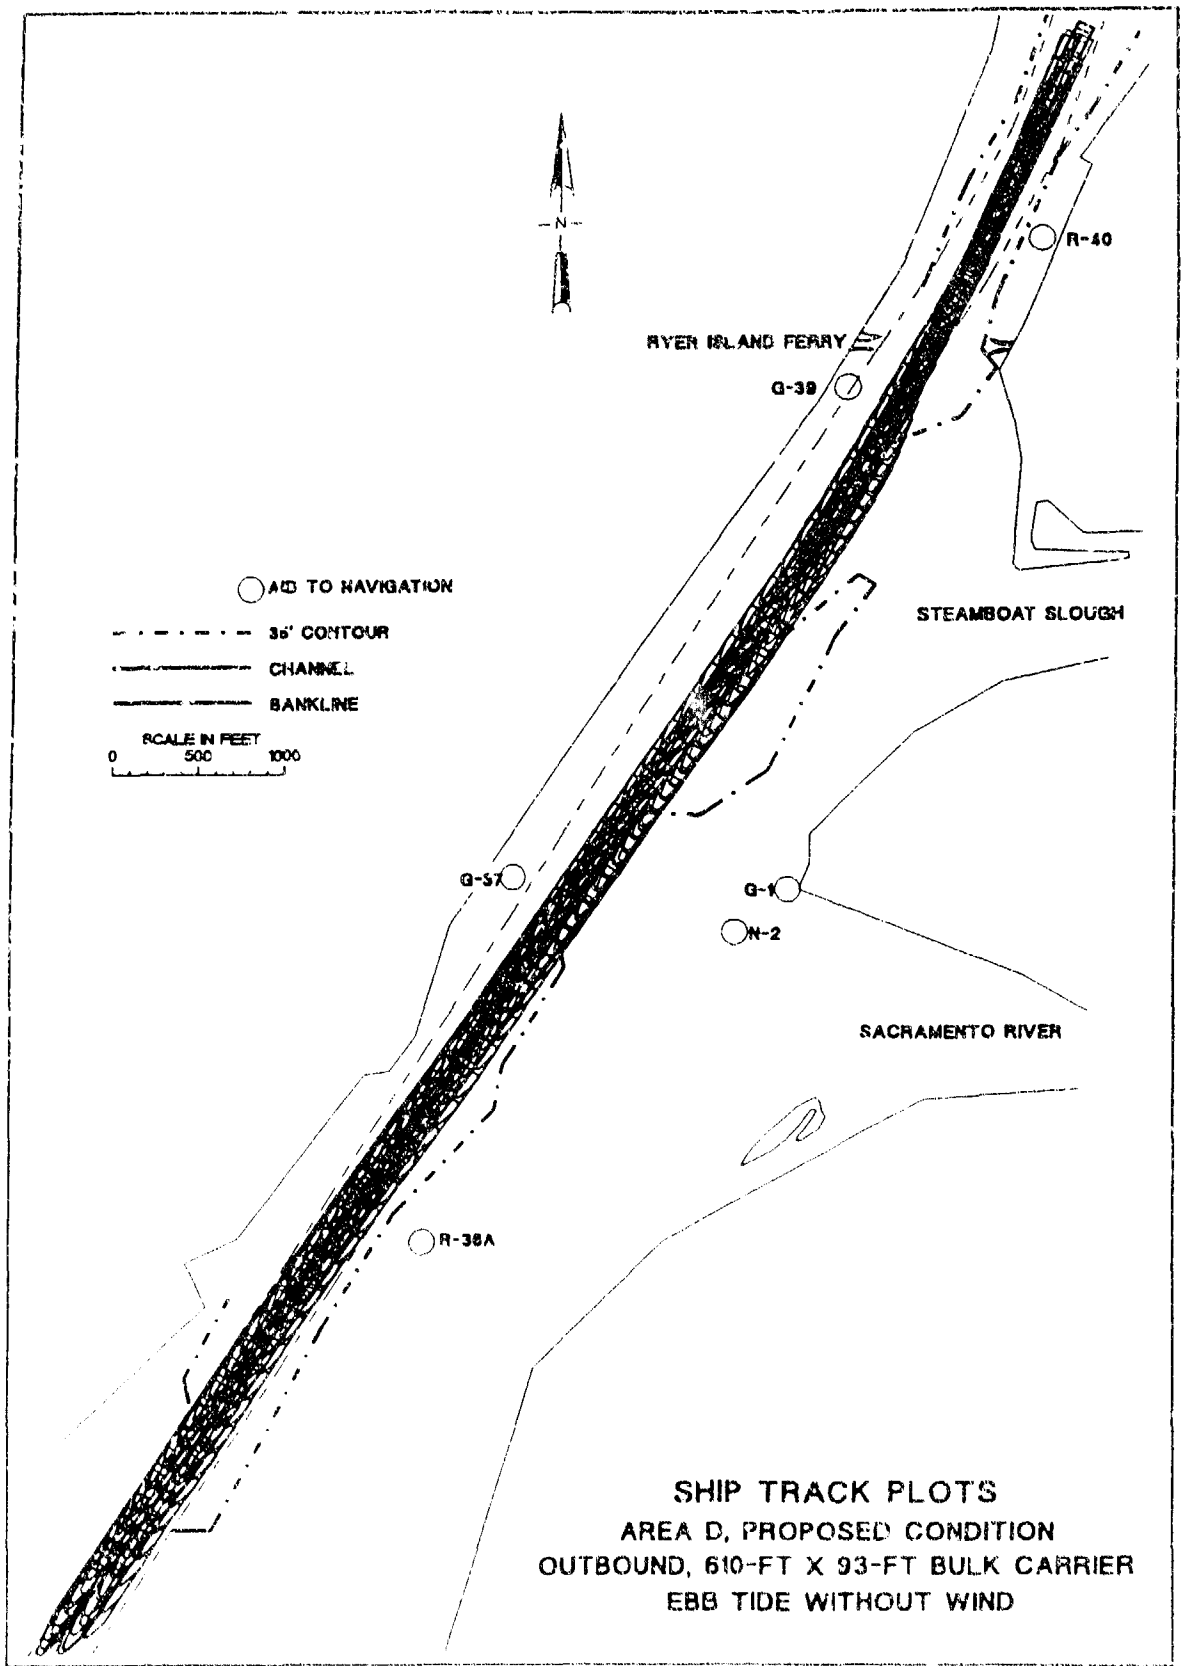 N
R-40
RYER ISLAND FERRY
G-39
AID TO NAVIGATION
STEAMBOAT SLOUGH
35' CONTOUR
CHANNEL
BANKLINE
SCALE IN FEET
0 500 1000
G-37
G-1
N-2
SACRAMENTO RIVER
R-38A
SHIP TRACK PLOTS
AREA D, PROPOSED CONDITION
OUTBOUND, 610-FT X 93-FT BULK CARRIER
EBB TIDE WITHOUT WIND